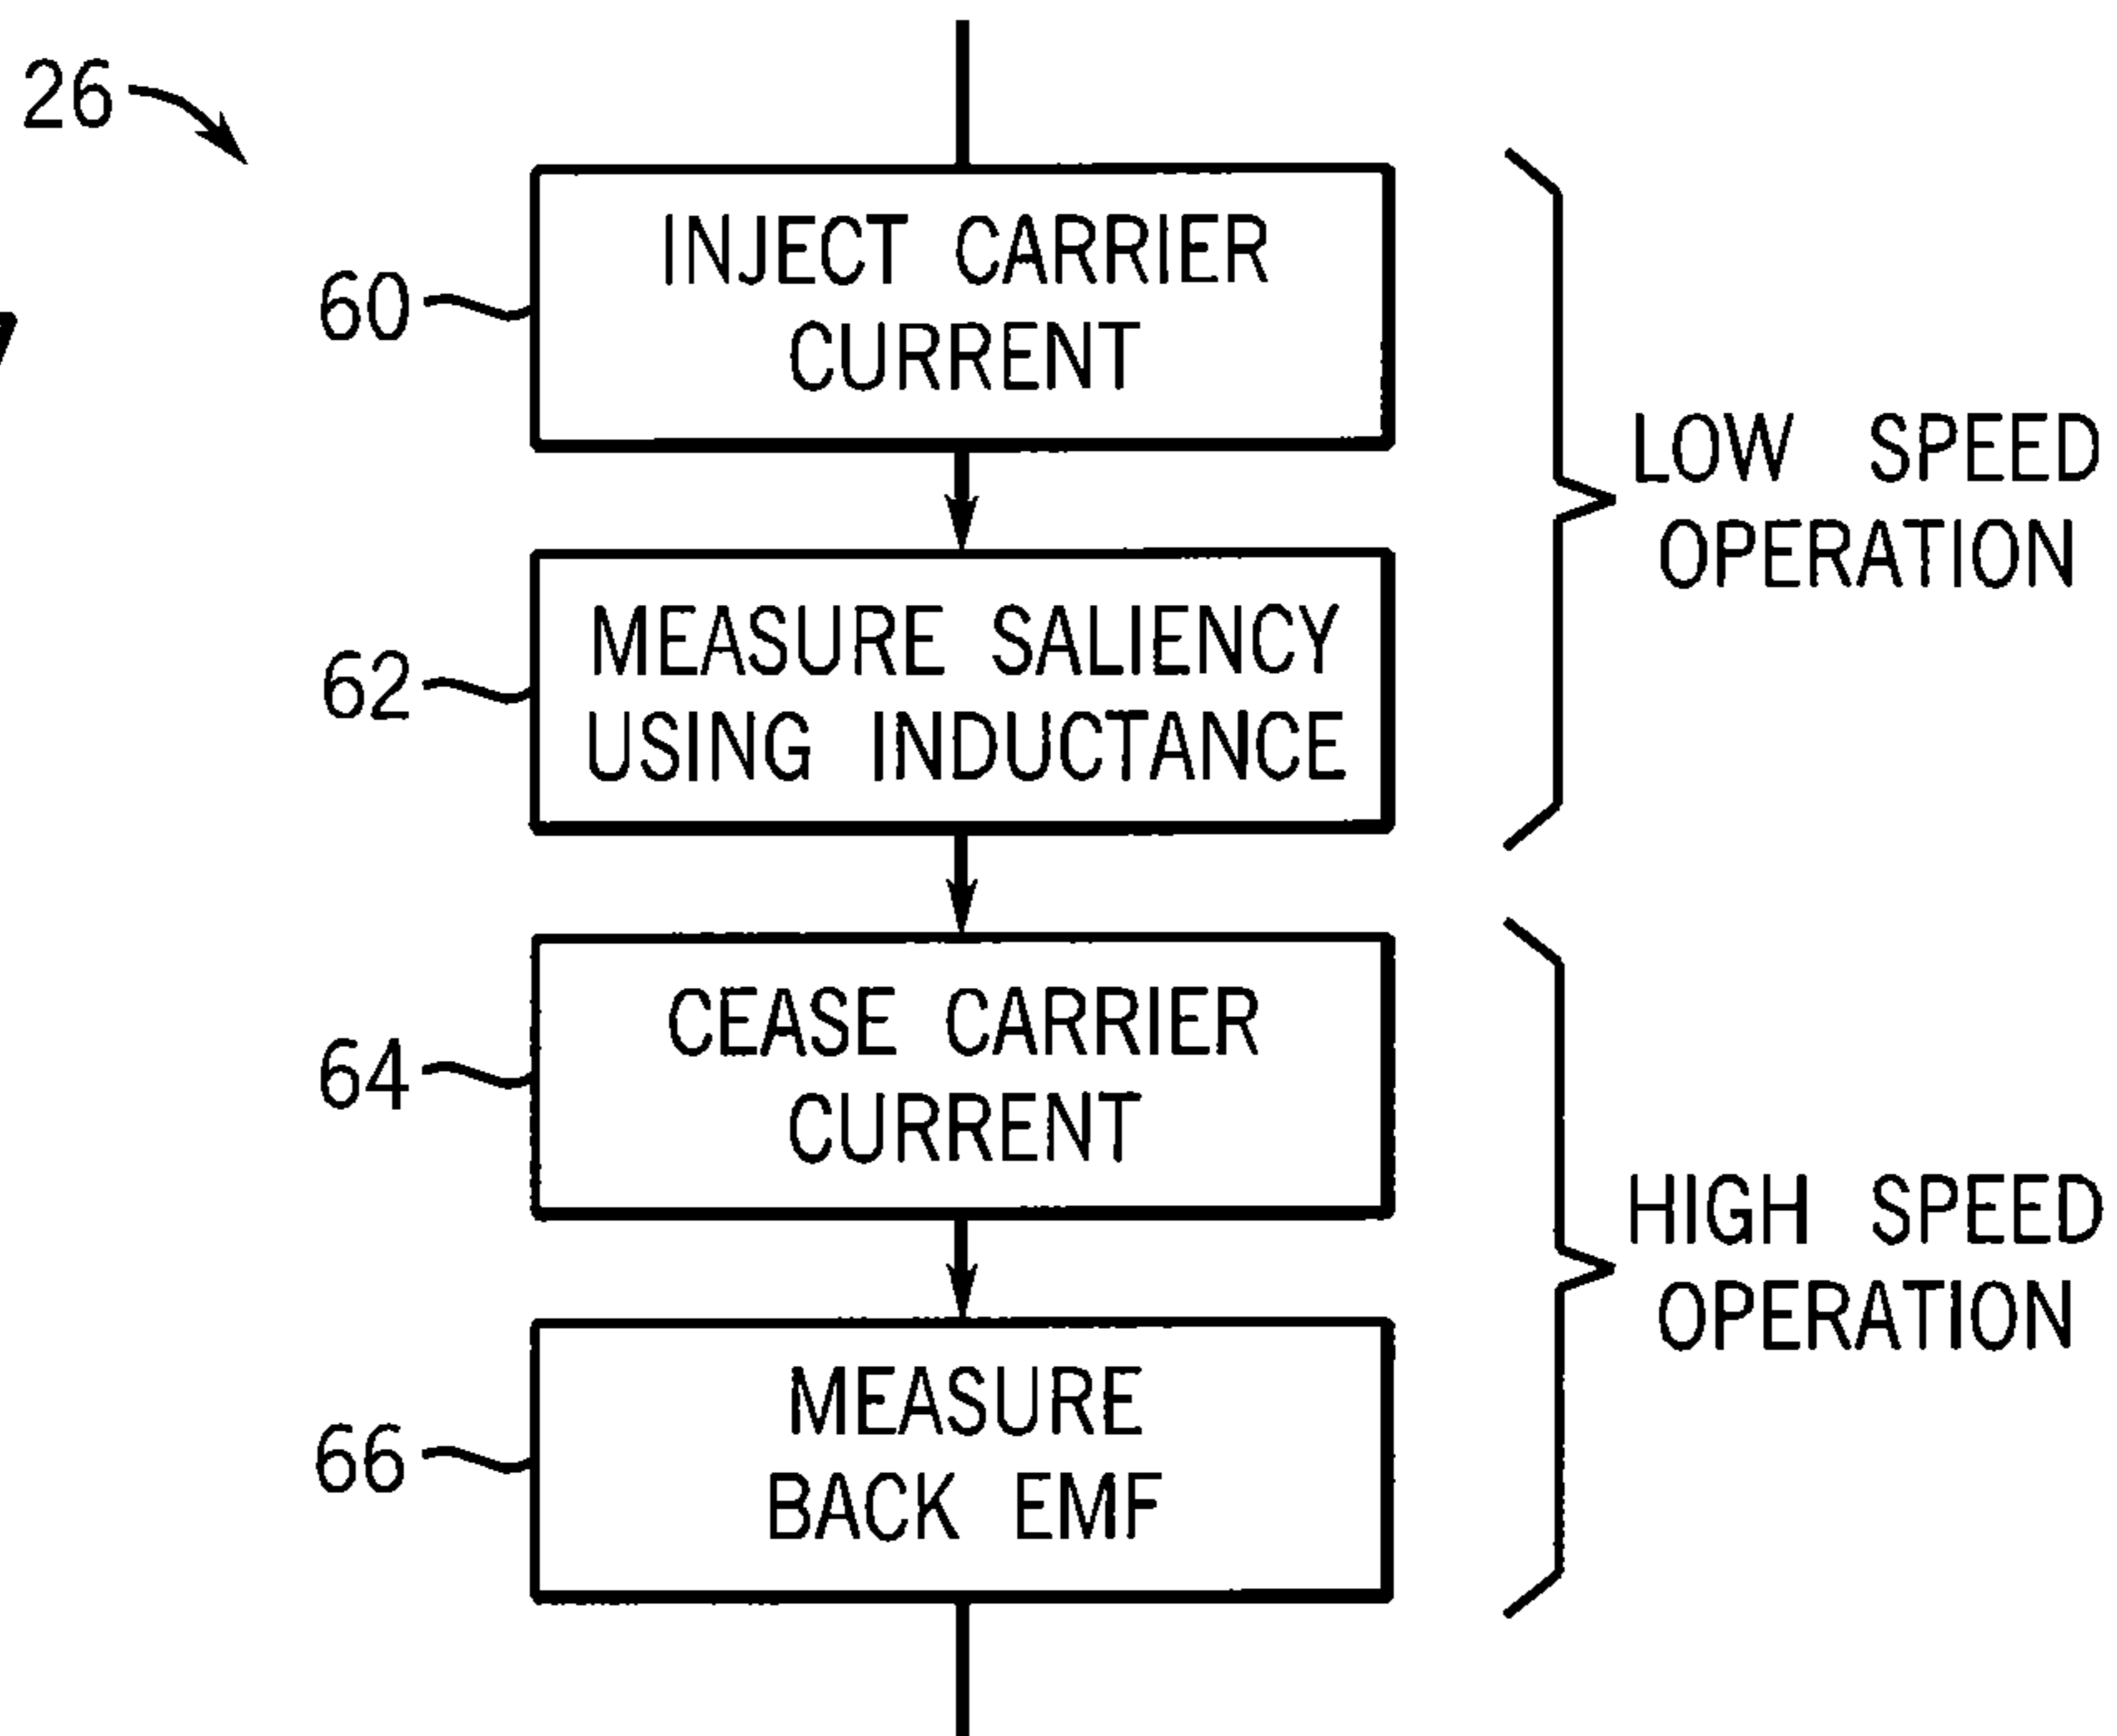 26
60
INJECT CARRIER
CURRENT
LOW SPEED
OPERATION
62
MEASURE SALIENCY
USING INDUCTANCE
64
CEASE CARRIER
CURRENT
HIGH SPEED
OPERATION
66
MEASURE
BACK EMF